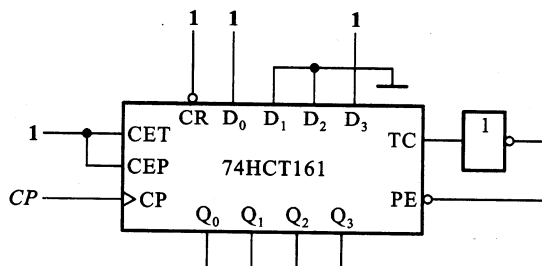 1 1 1
CR D₀ D₁ D₂ D₃
1 CET TC 1
CEP 74HCT161
CP CP PE
Q₀ Q₁ Q₂ Q₃